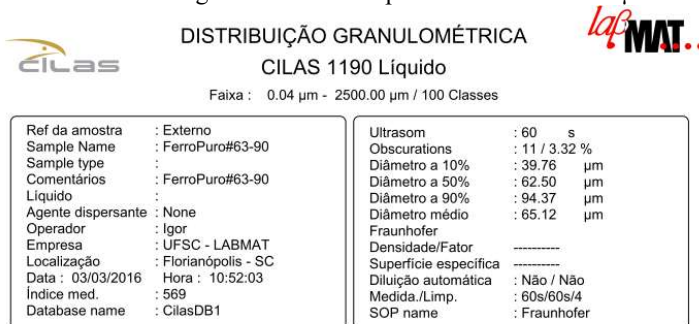 DISTRIBUIÇÃO GRANULOMÉTRICA
CILAS 1190 Líquido
Faixa : 0.04 µm - 2500.00 µm / 100 Classes
cilas
laβMAT...
Ref da amostra : Externo
Sample Name : FerroPuro#63-90
Sample type :
Comentários : FerroPuro#63-90
Líquido :
Agente dispersante : None
Operador : Igor
Empresa : UFSC - LABMAT
Localização : Florianópolis - SC
Data : 03/03/2016 Hora : 10:52:03
Índice med. : 569
Database name : CilasDB1
Ultrasom : 60 s
Obscurations : 11 / 3.32 %
Diâmetro a 10% : 39.76 µm
Diâmetro a 50% : 62.50 µm
Diâmetro a 90% : 94.37 µm
Diâmetro médio : 65.12 µm
Fraunhofer
Densidade/Fator ----------
Superfície específica ----------
Diluição automática : Não / Não
Medida./Limp. : 60s/60s/4
SOP name : Fraunhofer